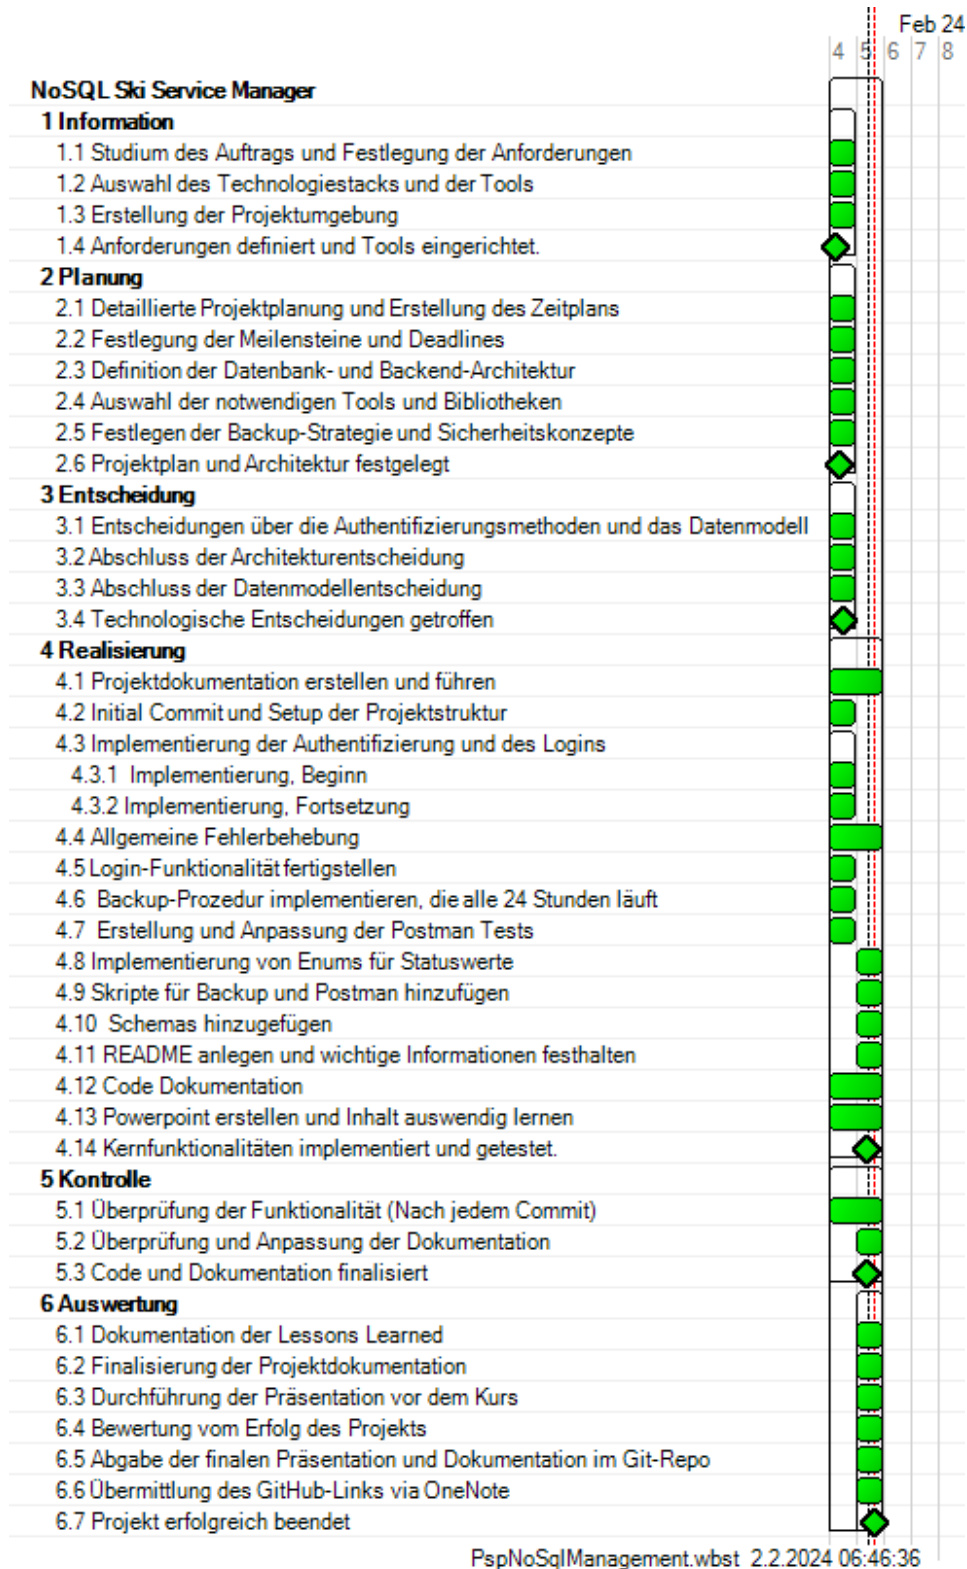 Feb 24
4 5 6 7 8
NoSQL Ski Service Manager
1 Information
1.1 Studium des Auftrags und Festlegung der Anforderungen
1.2 Auswahl des Technologiestacks und der Tools
1.3 Erstellung der Projektumgebung
1.4 Anforderungen definiert und Tools eingerichtet.
2 Planung
2.1 Detaillierte Projektplanung und Erstellung des Zeitplans
2.2 Festlegung der Meilensteine und Deadlines
2.3 Definition der Datenbank- und Backend-Architektur
2.4 Auswahl der notwendigen Tools und Bibliotheken
2.5 Festlegen der Backup-Strategie und Sicherheitskonzepte
2.6 Projektplan und Architektur festgelegt
3 Entscheidung
3.1 Entscheidungen über die Authentifizierungsmethoden und das Datenmodell
3.2 Abschluss der Architekturentscheidung
3.3 Abschluss der Datenmodellentscheidung
3.4 Technologische Entscheidungen getroffen
4 Realisierung
4.1 Projektdokumentation erstellen und führen
4.2 Initial Commit und Setup der Projektstruktur
4.3 Implementierung der Authentifizierung und des Logins
4.3.1 Implementierung, Beginn
4.3.2 Implementierung, Fortsetzung
4.4 Allgemeine Fehlerbehebung
4.5 Login-Funktionalität fertigstellen
4.6 Backup-Prozedur implementieren, die alle 24 Stunden läuft
4.7 Erstellung und Anpassung der Postman Tests
4.8 Implementierung von Enums für Statuswerte
4.9 Skripte für Backup und Postman hinzufügen
4.10 Schemas hinzugefügen
4.11 README anlegen und wichtige Informationen festhalten
4.12 Code Dokumentation
4.13 Powerpoint erstellen und Inhalt auswendig lernen
4.14 Kernfunktionalitäten implementiert und getestet.
5 Kontrolle
5.1 Überprüfung der Funktionalität (Nach jedem Commit)
5.2 Überprüfung und Anpassung der Dokumentation
5.3 Code und Dokumentation finalisiert
6 Auswertung
6.1 Dokumentation der Lessons Learned
6.2 Finalisierung der Projektdokumentation
6.3 Durchführung der Präsentation vor dem Kurs
6.4 Bewertung vom Erfolg des Projekts
6.5 Abgabe der finalen Präsentation und Dokumentation im Git-Repo
6.6 Übermittlung des GitHub-Links via OneNote
6.7 Projekt erfolgreich beendet
PspNoSqlManagement.wbst 2.2.2024 06:46:36